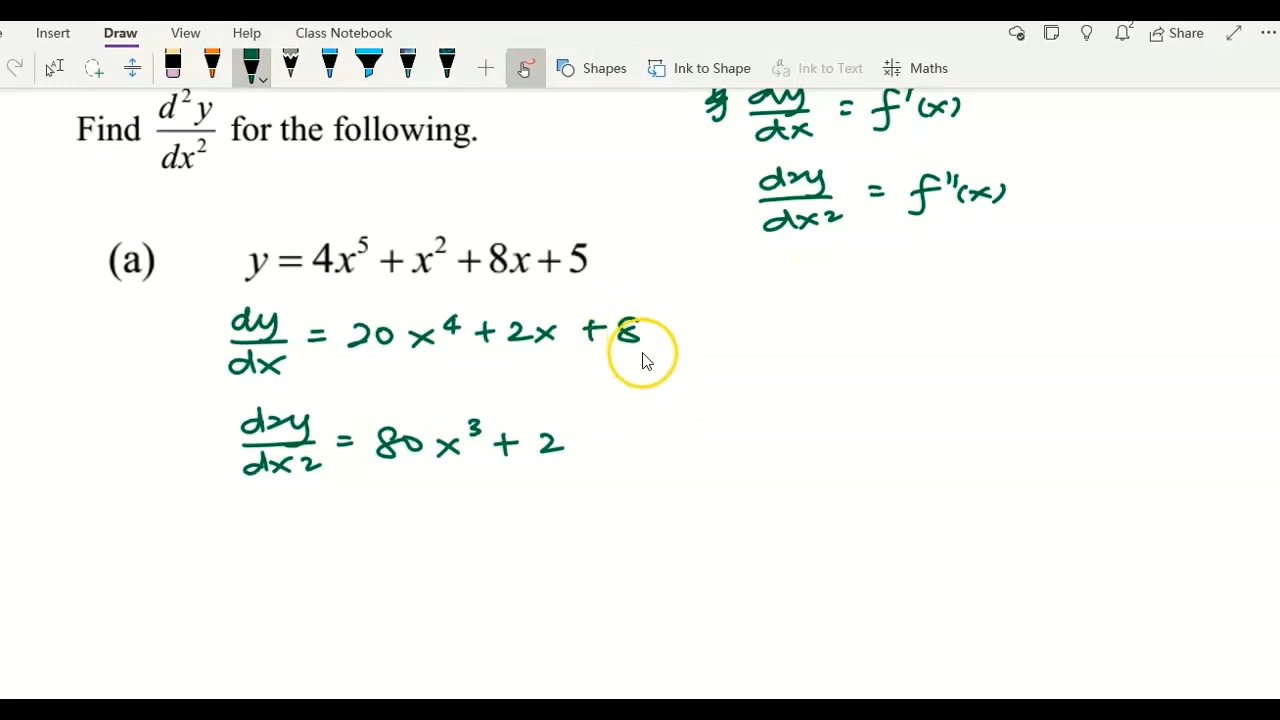 Insert Draw View Help Class Notebook 2 Share
Shapes Ink to Shape Ink to Text Maths
Find d²y/dx² for the following.
dy/dx = f'(x)
d2y/dx2 = f''(x)
(a) y = 4x⁵ + x² + 8x + 5
dy/dx = 20x⁴ + 2x + 8
d2y/dx2 = 80x³ + 2